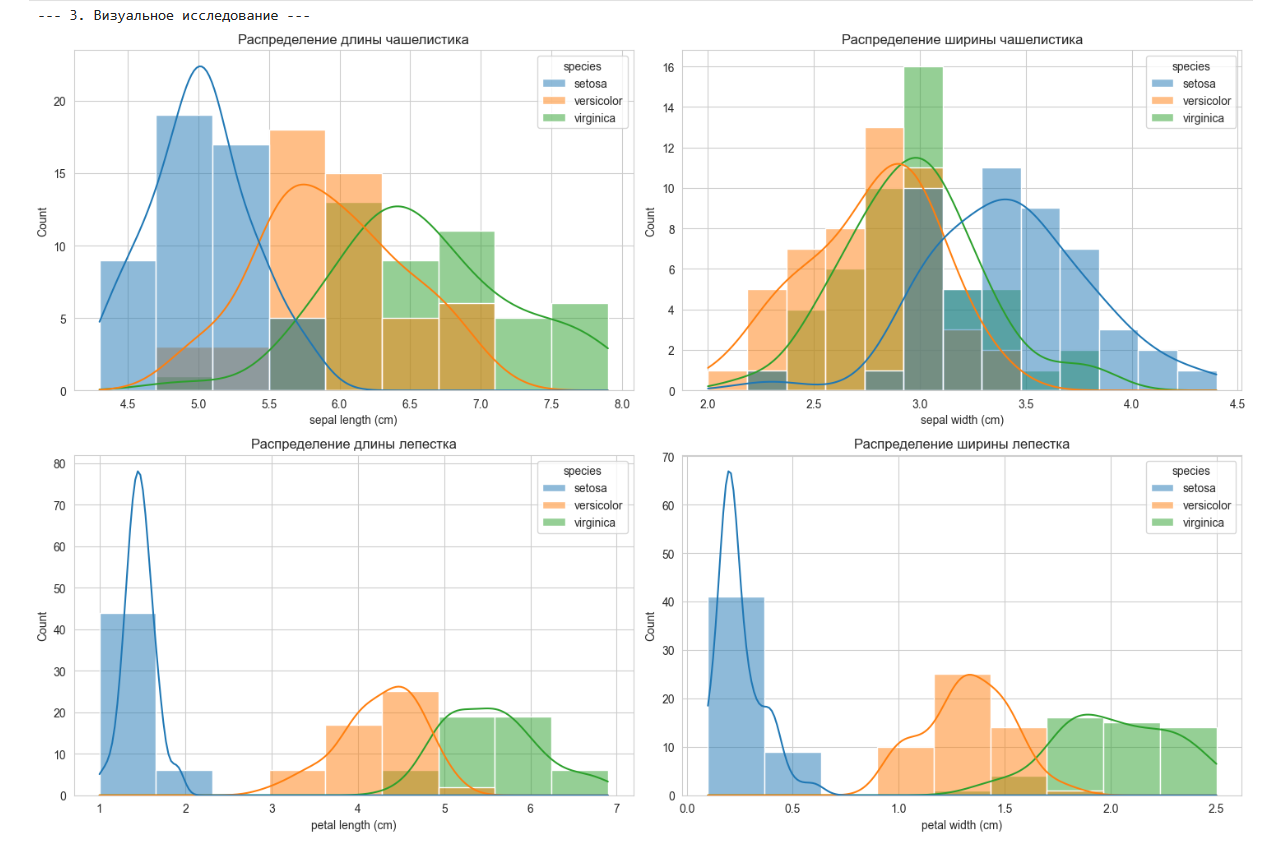 --- 3. Визуальное исследование ---
Распределение длины чашелистика
species
setosa
versicolor
virginica
Count
20
15
10
5
0
4.5 5.0 5.5 6.0 6.5 7.0 7.5 8.0
sepal length (cm)
Распределение ширины чашелистика
species
setosa
versicolor
virginica
Count
16
14
12
10
8
6
4
2
0
2.0 2.5 3.0 3.5 4.0 4.5
sepal width (cm)
Распределение длины лепестка
species
setosa
versicolor
virginica
Count
80
70
60
50
40
30
20
10
0
1 2 3 4 5 6 7
petal length (cm)
Распределение ширины лепестка
species
setosa
versicolor
virginica
Count
70
60
50
40
30
20
10
0
0.0 0.5 1.0 1.5 2.0 2.5
petal width (cm)